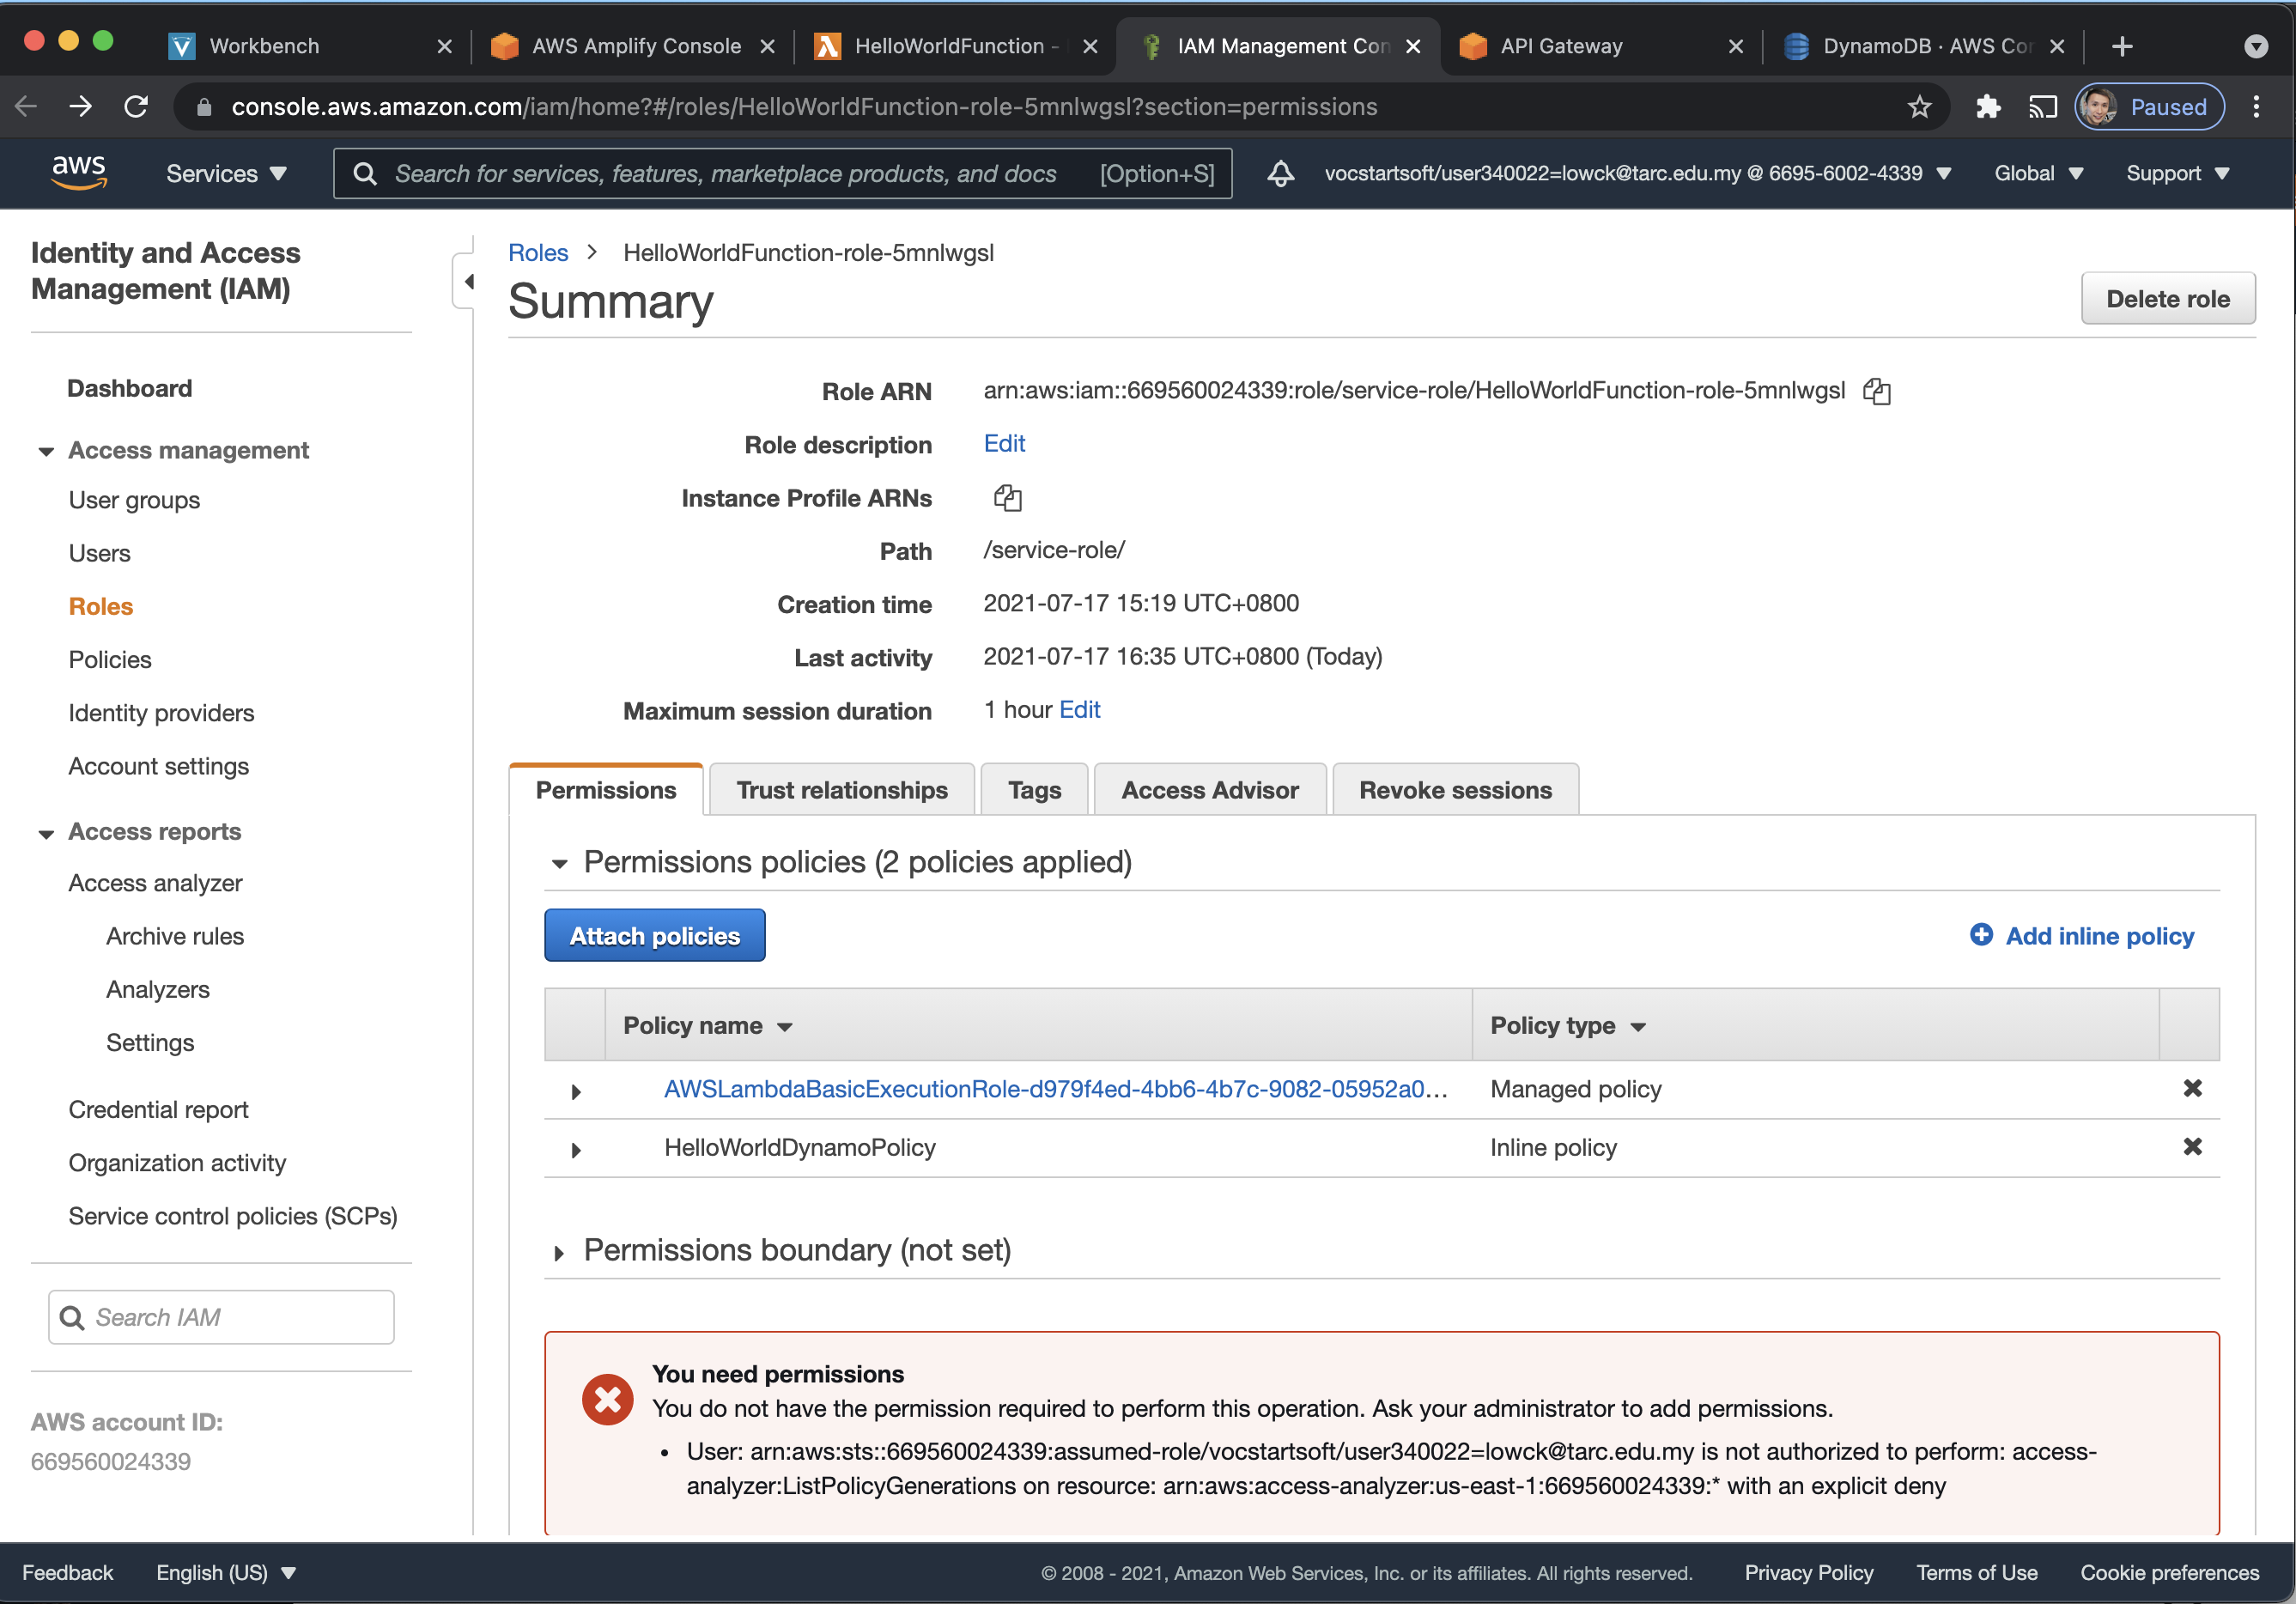 Workbench
AWS Amplify Console
HelloWorldFunction -
IAM Management Con
API Gateway
DynamoDB · AWS Con
console.aws.amazon.com/iam/home?#/roles/HelloWorldFunction-role-5mnlwgsl?section=permissions
Paused
aws
Services
Search for services, features, marketplace products, and docs
[Option+S]
vocstartsoft/user340022=lowck@tarc.edu.my @ 6695-6002-4339
Global
Support
Identity and Access
Management (IAM)
Dashboard
Access management
User groups
Users
Roles
Policies
Identity providers
Account settings
Access reports
Access analyzer
Archive rules
Analyzers
Settings
Credential report
Organization activity
Service control policies (SCPs)
Search IAM
AWS account ID:
669560024339
Roles > HelloWorldFunction-role-5mnlwgsl
Summary
Delete role
Role ARN arn:aws:iam::669560024339:role/service-role/HelloWorldFunction-role-5mnlwgsl
Role description Edit
Instance Profile ARNs
Path /service-role/
Creation time 2021-07-17 15:19 UTC+0800
Last activity 2021-07-17 16:35 UTC+0800 (Today)
Maximum session duration 1 hour Edit
Permissions
Trust relationships
Tags
Access Advisor
Revoke sessions
Permissions policies (2 policies applied)
Attach policies
Add inline policy
Policy name
Policy type
AWSLambdaBasicExecutionRole-d979f4ed-4bb6-4b7c-9082-05952a0...
Managed policy
HelloWorldDynamoPolicy
Inline policy
Permissions boundary (not set)
You need permissions
You do not have the permission required to perform this operation. Ask your administrator to add permissions.
• User: arn:aws:sts::669560024339:assumed-role/vocstartsoft/user340022=lowck@tarc.edu.my is not authorized to perform: access-
analyzer:ListPolicyGenerations on resource: arn:aws:access-analyzer:us-east-1:669560024339:* with an explicit deny
Feedback
English (US)
© 2008 - 2021, Amazon Web Services, Inc. or its affiliates. All rights reserved.
Privacy Policy
Terms of Use
Cookie preferences